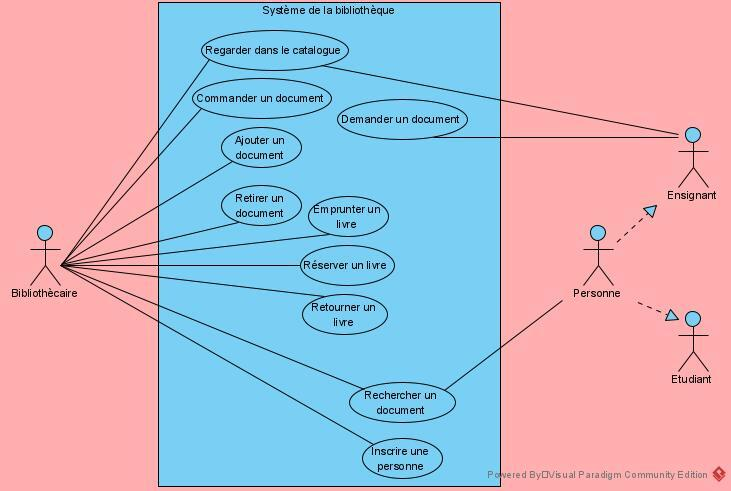 Système de la bibliothèque
Regarder dans le catalogue
Commander un document
Demander un document
Ajouter un
document
Retirer un
document
Emprunter un
livre
Réserver un livre
Retourner un
livre
Rechercher un
document
Inscrire une
personne
Bibliothècaire
Ensignant
Personne
Etudiant
Powered By Visual Paradigm Community Edition